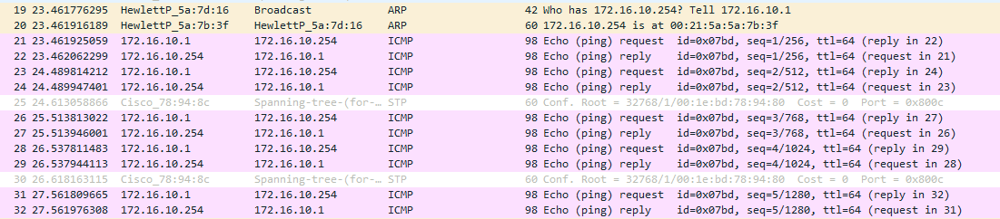 19 23.461776295 HewlettP_5a:7d:16 Broadcast ARP 42 Who has 172.16.10.254? Tell 172.16.10.1
20 23.461916189 HewlettP_5a:7b:3f HewlettP_5a:7d:16 ARP 60 172.16.10.254 is at 00:21:5a:5a:7b:3f
21 23.461925059 172.16.10.1 172.16.10.254 ICMP 98 Echo (ping) request id=0x07bd, seq=1/256, ttl=64 (reply in 22)
22 23.462062299 172.16.10.254 172.16.10.1 ICMP 98 Echo (ping) reply id=0x07bd, seq=1/256, ttl=64 (request in 21)
23 24.489814212 172.16.10.1 172.16.10.254 ICMP 98 Echo (ping) request id=0x07bd, seq=2/512, ttl=64 (reply in 24)
24 24.489947401 172.16.10.254 172.16.10.1 ICMP 98 Echo (ping) reply id=0x07bd, seq=2/512, ttl=64 (request in 23)
25 24.613058866 Cisco_78:94:8c Spanning-tree-(for-… STP 60 Conf. Root = 32768/1/00:1e:bd:78:94:80 Cost = 0 Port = 0x800c
26 25.513813022 172.16.10.1 172.16.10.254 ICMP 98 Echo (ping) request id=0x07bd, seq=3/768, ttl=64 (reply in 27)
27 25.513946001 172.16.10.254 172.16.10.1 ICMP 98 Echo (ping) reply id=0x07bd, seq=3/768, ttl=64 (request in 26)
28 26.537811483 172.16.10.1 172.16.10.254 ICMP 98 Echo (ping) request id=0x07bd, seq=4/1024, ttl=64 (reply in 29)
29 26.537944113 172.16.10.254 172.16.10.1 ICMP 98 Echo (ping) reply id=0x07bd, seq=4/1024, ttl=64 (request in 28)
30 26.618163115 Cisco_78:94:8c Spanning-tree-(for-… STP 60 Conf. Root = 32768/1/00:1e:bd:78:94:80 Cost = 0 Port = 0x800c
31 27.561809665 172.16.10.1 172.16.10.254 ICMP 98 Echo (ping) request id=0x07bd, seq=5/1280, ttl=64 (reply in 32)
32 27.561976308 172.16.10.254 172.16.10.1 ICMP 98 Echo (ping) reply id=0x07bd, seq=5/1280, ttl=64 (request in 31)